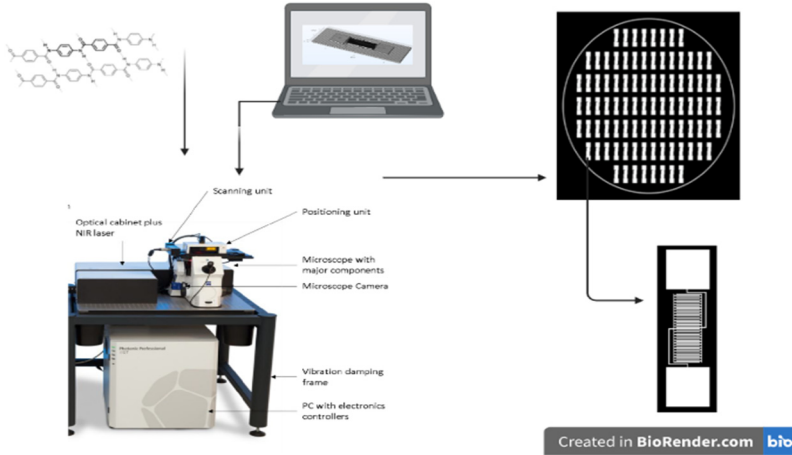 Scanning unit
Optical cabinet plus
NIR laser
Positioning unit
Microscope with
major components
Microscope Camera
Vibration damping
frame
PC with electronics
controllers
Created in BioRender.com bio